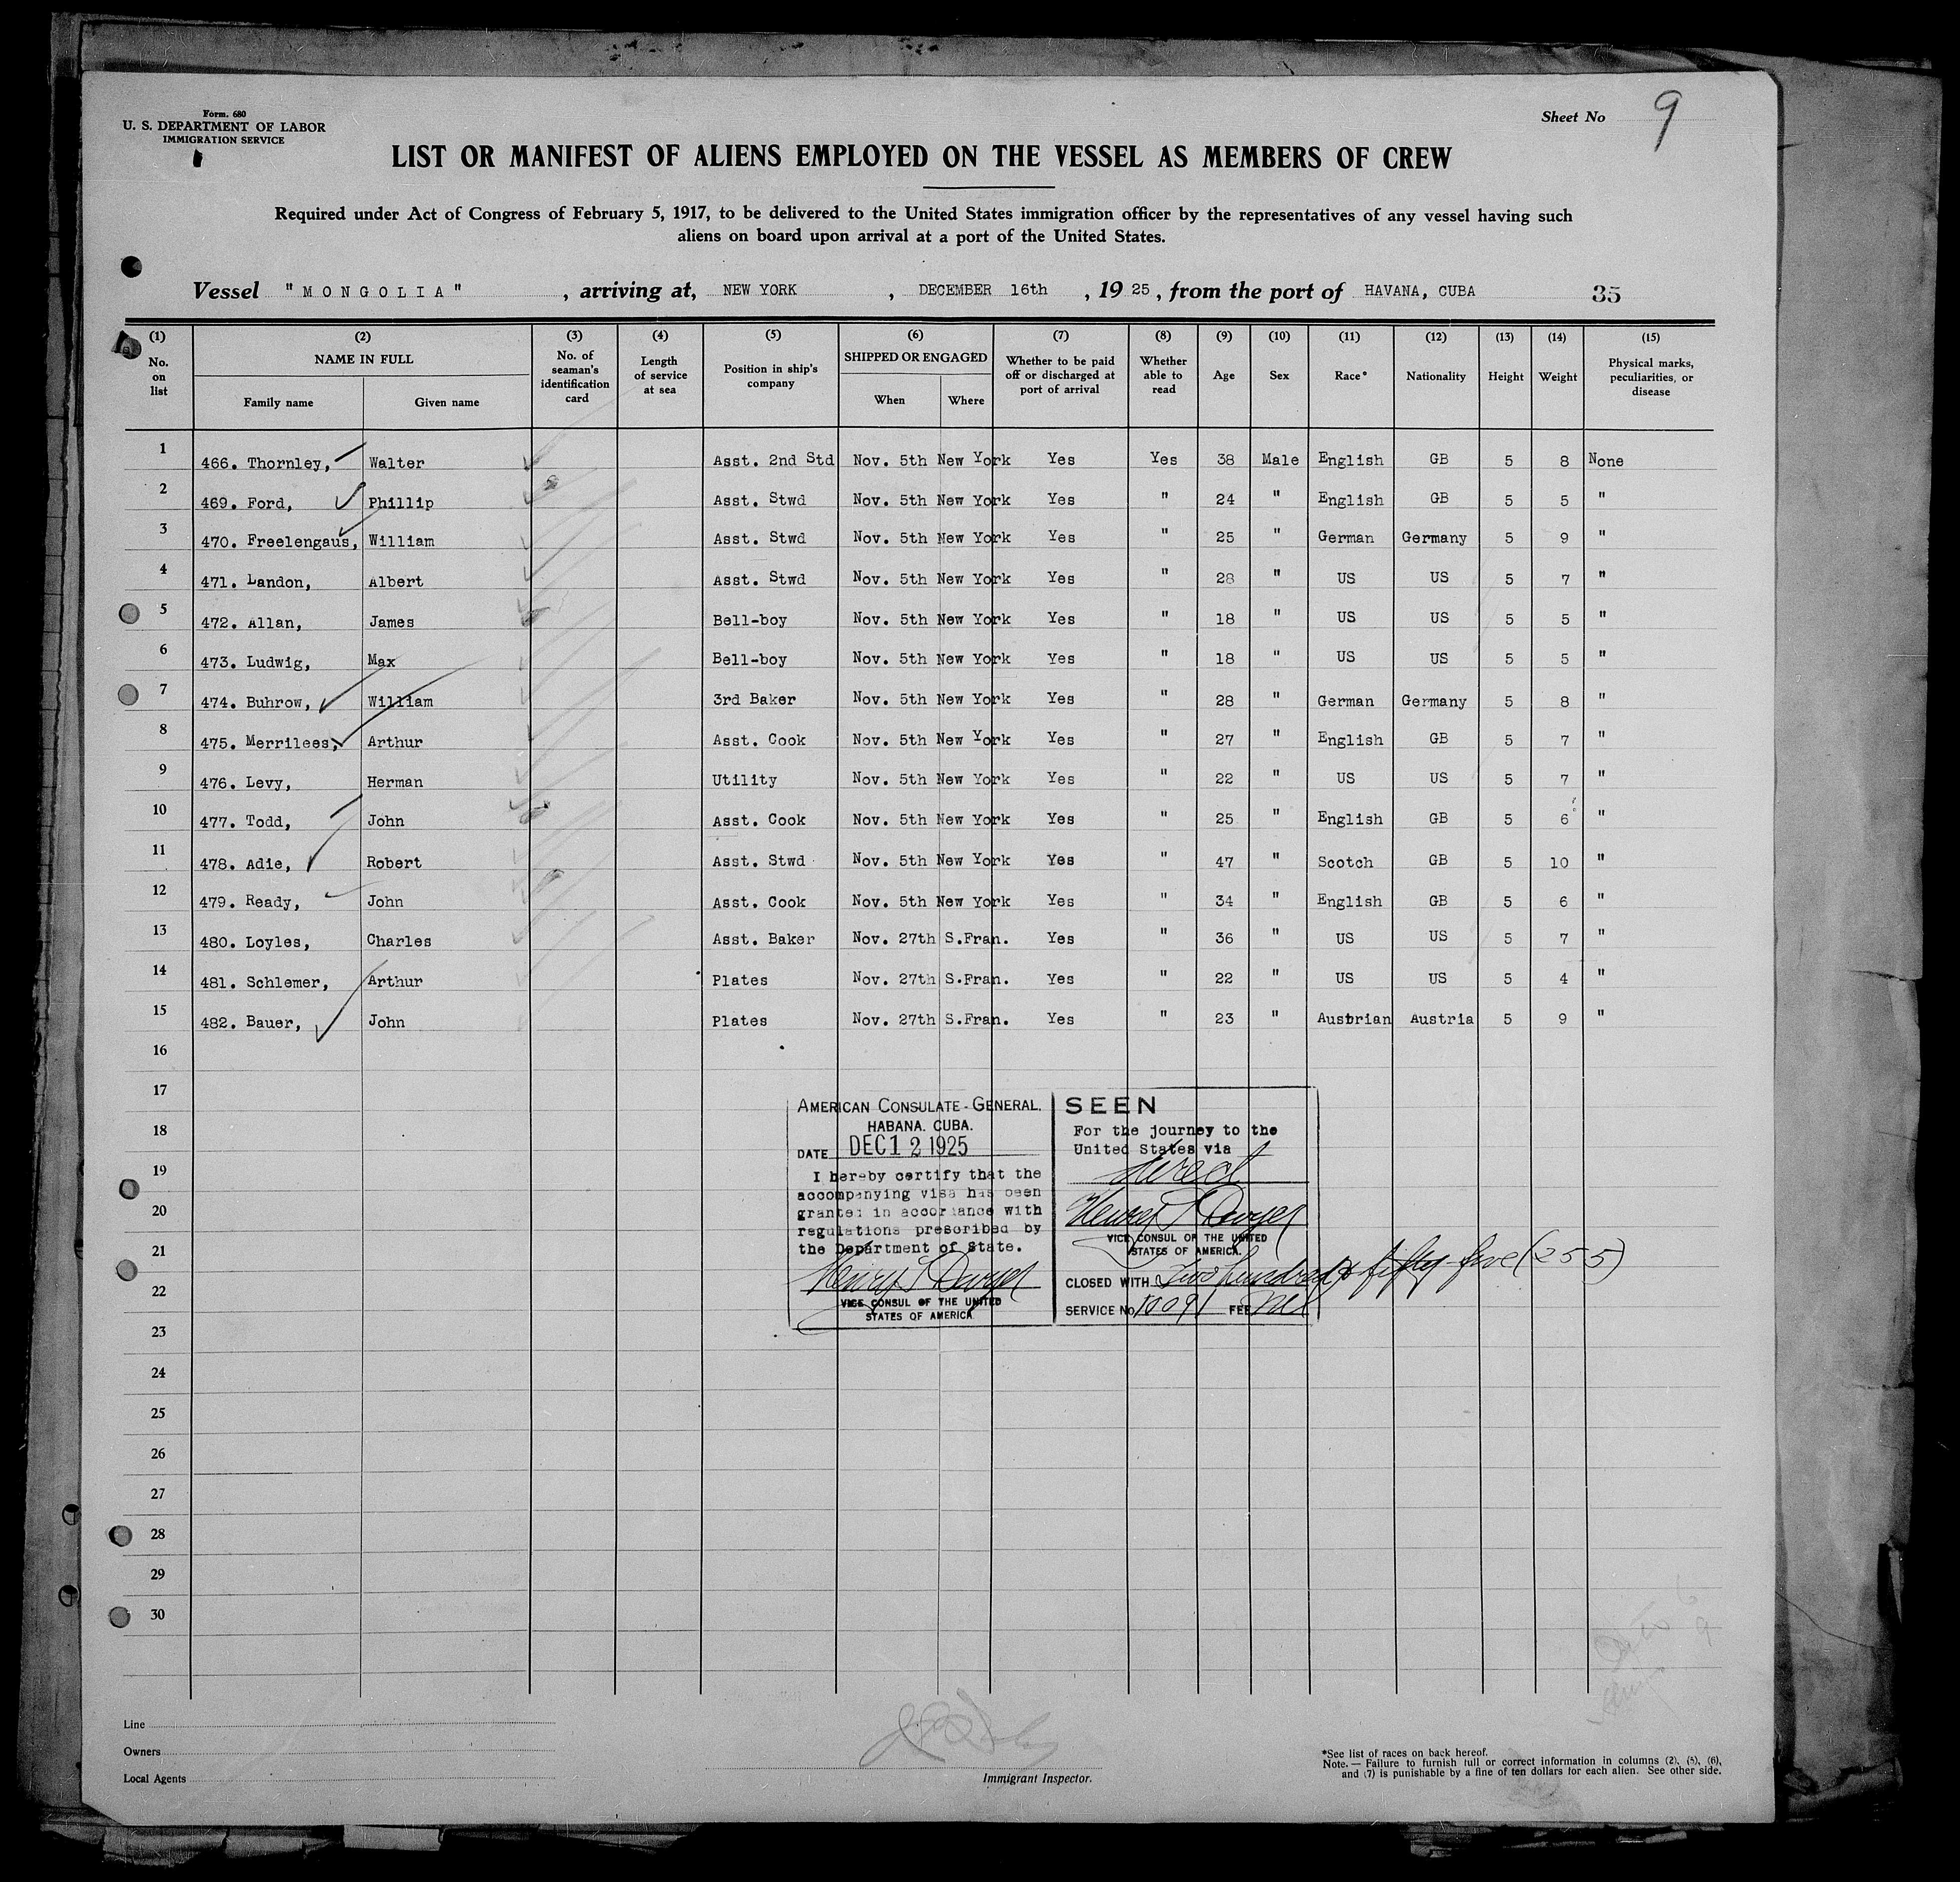 Form. 680
U. S. DEPARTMENT OF LABOR
IMMIGRATION SERVICE
Sheet No 9
LIST OR MANIFEST OF ALIENS EMPLOYED ON THE VESSEL AS MEMBERS OF CREW
Required under Act of Congress of February 5, 1917, to be delivered to the United States immigration officer by the representatives of any vessel having such
aliens on board upon arrival at a port of the United States.
Vessel "MONGOLIA", arriving at, NEW YORK, DECEMBER 16th, 19 25, from the port of HAVANA, CUBA 35
(1) (2) (3) (4) (5) (6) (7) (8) (9) (10) (11) (12) (13) (14) (15)
No. on list NAME IN FULL Family name Given name No. of seaman's identification card Length of service at sea Position in ship's company SHIPPED OR ENGAGED When Where Whether to be paid off or discharged at port of arrival Whether able to read Age Sex Race* Nationality Height Weight Physical marks, peculiarities, or disease
1 466. Thornley, Walter Asst. 2nd Std Nov. 5th New York Yes Yes 38 Male English GB 5 8 None
2 469. Ford, Phillip Asst. Stwd Nov. 5th New York Yes " 24 " English GB 5 5 "
3 470. Freelengaus, William Asst. Stwd Nov. 5th New York Yes " 25 " German Germany 5 9 "
4 471. Landon, Albert Asst. Stwd Nov. 5th New York Yes " 28 " US US 5 7 "
5 472. Allan, James Bell-boy Nov. 5th New York Yes " 18 " US US 5 5 "
6 473. Ludwig, Max Bell-boy Nov. 5th New York Yes " 18 " US US 5 5 "
7 474. Buhrow, William 3rd Baker Nov. 5th New York Yes " 28 " German Germany 5 8 "
8 475. Merrilees, Arthur Asst. Cook Nov. 5th New York Yes " 27 " English GB 5 7 "
9 476. Levy, Herman Utility Nov. 5th New York Yes " 22 " US US 5 7 "
10 477. Todd, John Asst. Cook Nov. 5th New York Yes " 25 " English GB 5 6 "
11 478. Adie, Robert Asst. Stwd Nov. 5th New York Yes " 47 " Scotch GB 5 10 "
12 479. Ready, John Asst. Cook Nov. 5th New York Yes " 34 " English GB 5 6 "
13 480. Loyles, Charles Asst. Baker Nov. 27th S.Fran. Yes " 36 " US US 5 7 "
14 481. Schlemer, Arthur Plates Nov. 27th S.Fran. Yes " 22 " US US 5 4 "
15 482. Bauer, John Plates Nov. 27th S.Fran. Yes " 23 " Austrian Austria 5 9 "
16
17
18
19
20
21
22
23
24
25
26
27
28
29
30
AMERICAN CONSULATE-GENERAL.
HABANA. CUBA.
DATE DEC 12 1925
I hereby certify that the
accompanying visa has been
granted in accordance with
regulations prescribed by
the Department of State.
Henry T Dwyer
VICE CONSUL OF THE UNITED
STATES OF AMERICA
SEEN
For the journey to the
United States via
direct
Henry T Dwyer
VICE CONSUL OF THE UNITED
STATES OF AMERICA.
CLOSED WITH Two hundred & fifty-five (255)
SERVICE No. 10091 FEE Nil
Line
Owners
Local Agents
Immigrant Inspector.
*See list of races on back hereof.
Note.— Failure to furnish full or correct information in columns (2), (5), (6),
and (7) is punishable by a fine of ten dollars for each alien. See other side.